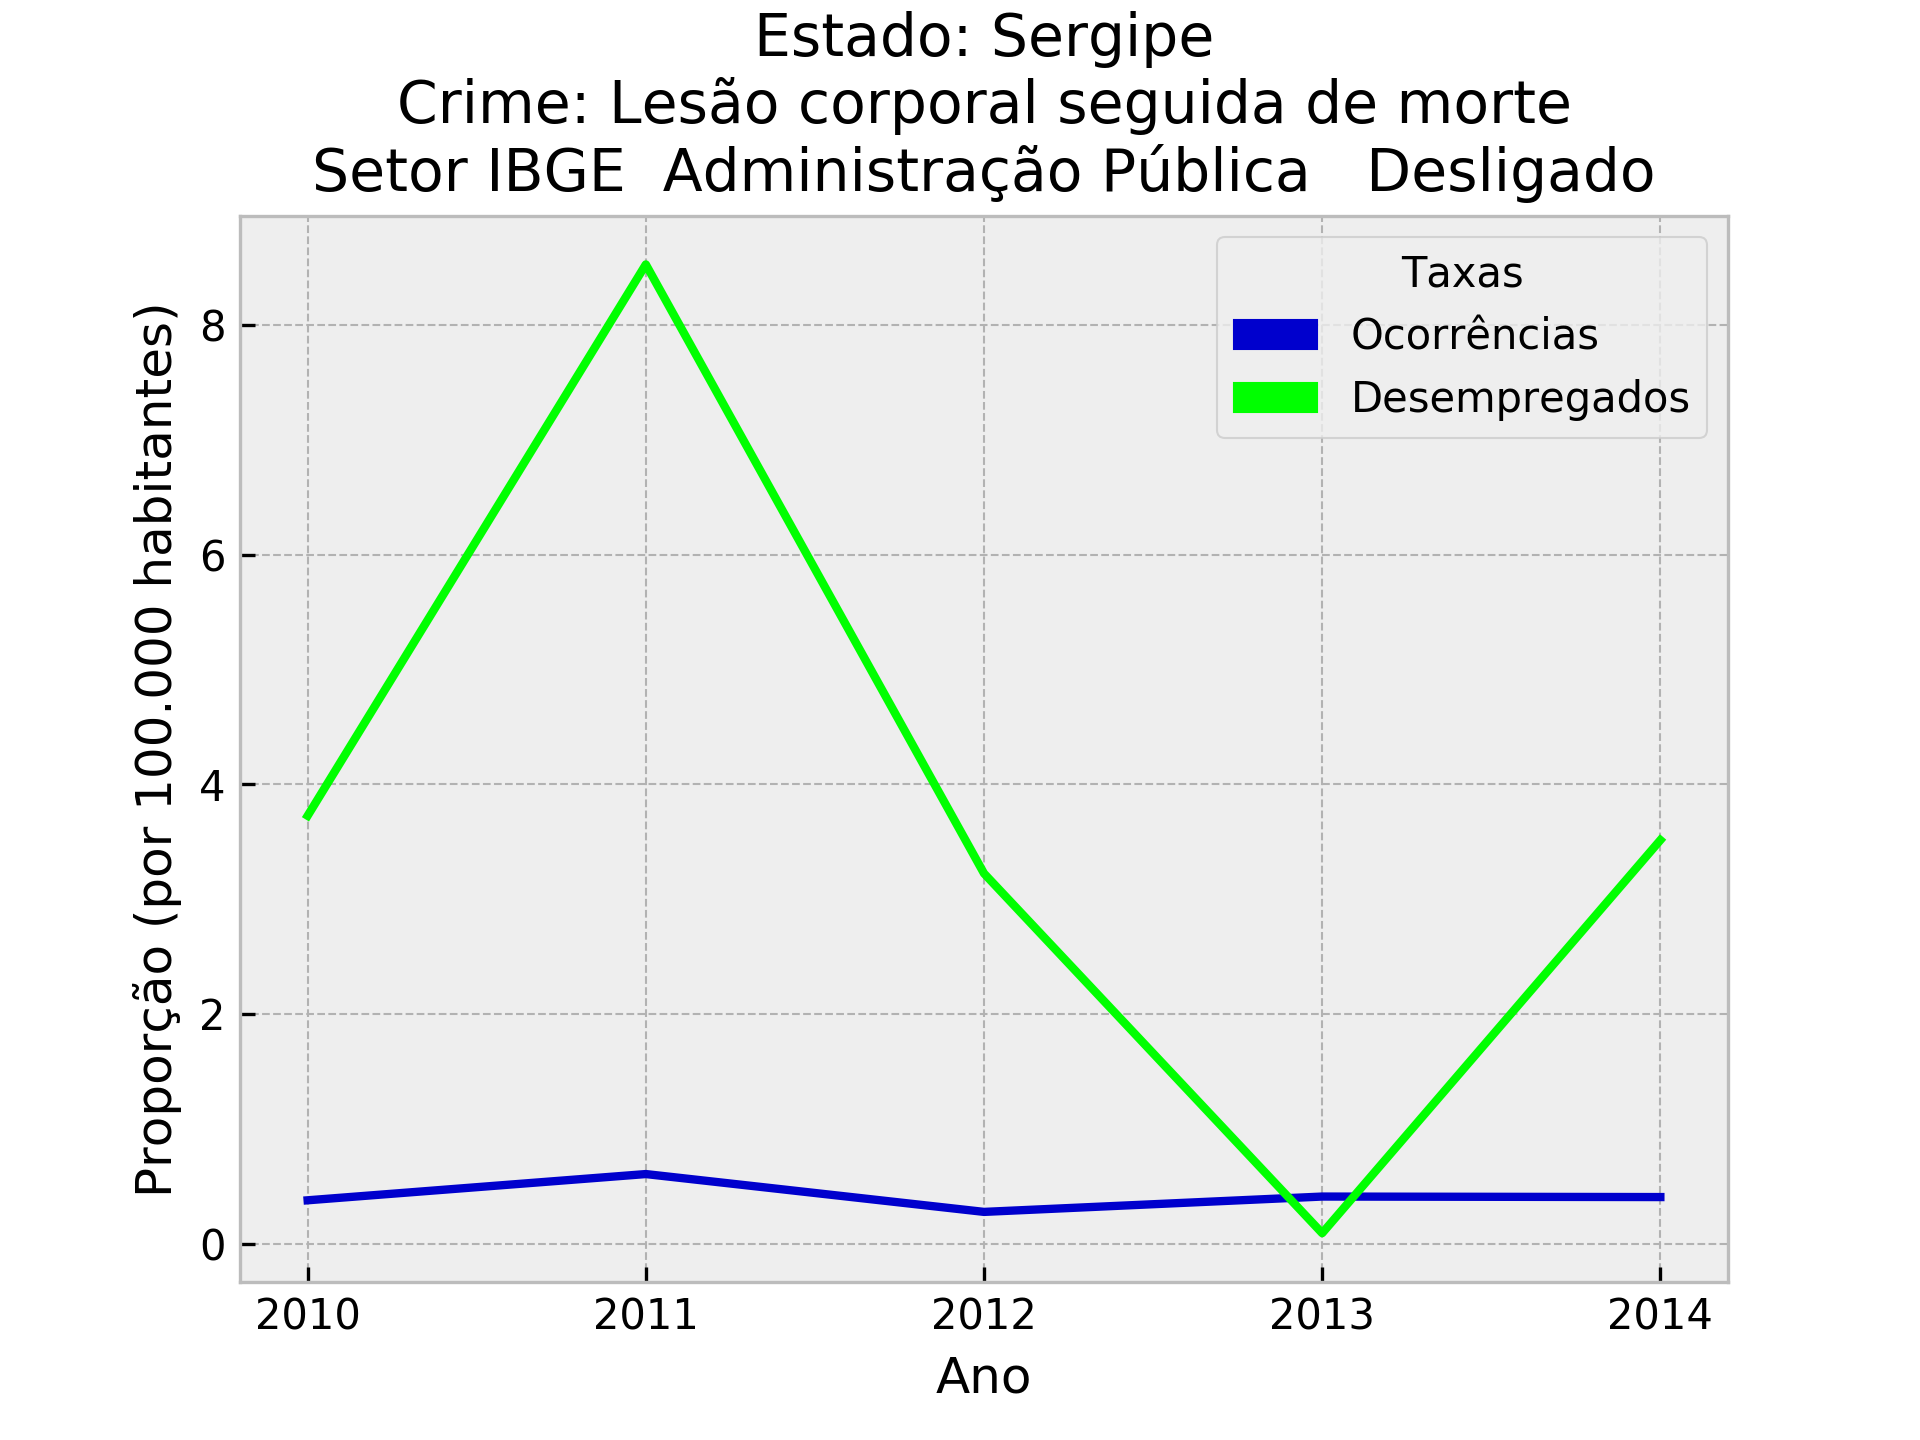 Estado: Sergipe
Crime: Lesão corporal seguida de morte
Setor IBGE  Administração Pública   Desligado
Proporção (por 100.000 habitantes)
8
6
4
2
0
Taxas
Ocorrências
Desempregados
2010 2011 2012 2013 2014
Ano